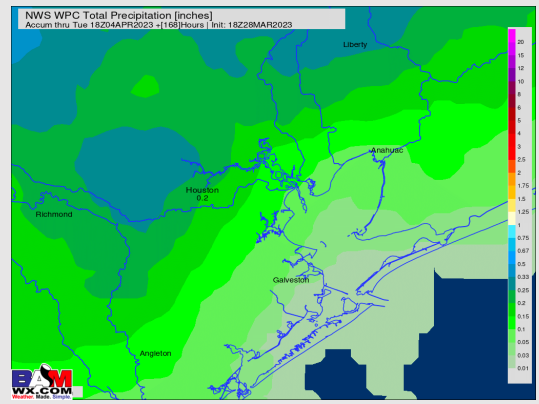 NWS WPC Total Precipitation [inches]
Accum thru Tue 18Z04APR2023 +[168]Hours | Init: 18Z28MAR2023
Liberty
Anahuac
Houston
0.2
Richmond
Galveston
Angleton
20
15
12
10
8
6
5
4
3
2.5
2
1.75
1.5
1.25
1
0.75
0.67
0.5
0.33
0.25
0.2
0.15
0.1
0.05
0.03
0.01
BAM
WX.COM
Weather. Made. Simple.